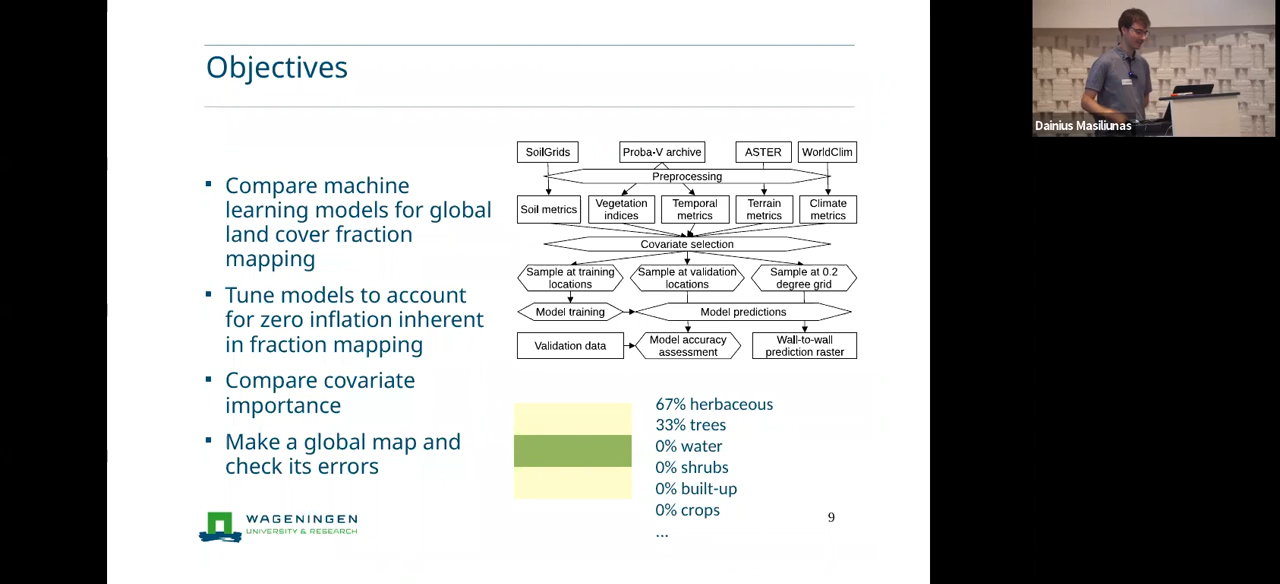 Objectives
▪ Compare machine
learning models for global
land cover fraction
mapping
▪ Tune models to account
for zero inflation inherent
in fraction mapping
▪ Compare covariate
importance
▪ Make a global map and
check its errors
SoilGrids
Proba-V archive
ASTER
WorldClim
Preprocessing
Soil metrics
Vegetation
indices
Temporal
metrics
Terrain
metrics
Climate
metrics
Covariate selection
Sample at training
locations
Sample at validation
locations
Sample at 0.2
degree grid
Model training
Model predictions
Validation data
Model accuracy
assessment
Wall-to-wall
prediction raster
67% herbaceous
33% trees
0% water
0% shrubs
0% built-up
0% crops
...
WAGENINGEN
UNIVERSITY & RESEARCH
9
Dainius Masiliunas